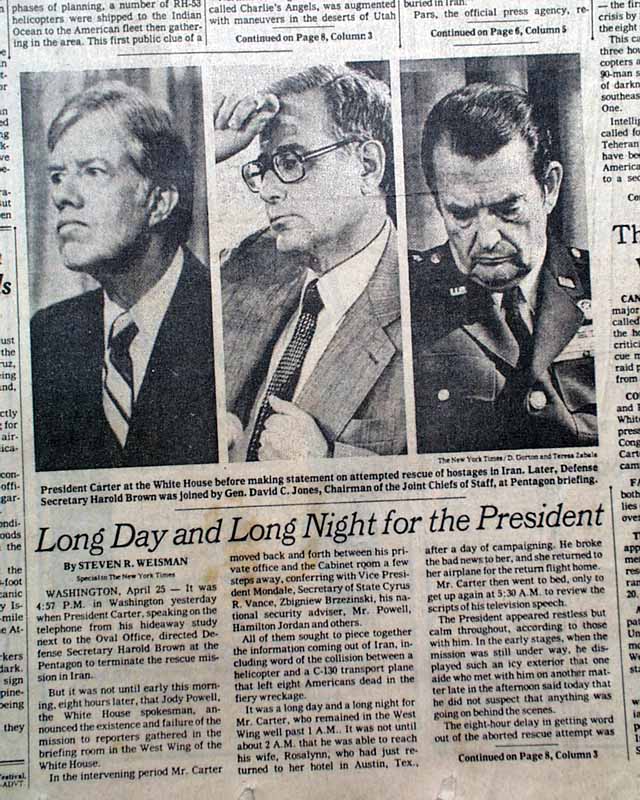 phases of planning, a number of RH-53
helicopters were shipped to the Indian
Ocean to the American fleet then gather-
ing in the area. This first public clue of a
called Charlie's Angels, was augmented
with maneuvers in the deserts of Utah
Continued on Page 8, Column 3
buried in Iran.
Pars, the official press agency, re-
Continued on Page 6, Column 5
The New York Times / D. Gorton and Teresa Zabala
President Carter at the White House before making statement on attempted rescue of hostages in Iran. Later, Defense
Secretary Harold Brown was joined by Gen. David C. Jones, Chairman of the Joint Chiefs of Staff, at Pentagon briefing.
Long Day and Long Night for the President
By STEVEN R. WEISMAN
Special to The New York Times
WASHINGTON, April 25 — It was
4:57 P.M. in Washington yesterday
when President Carter, speaking on the
telephone from his hideaway study
next to the Oval Office, directed De-
fense Secretary Harold Brown at the
Pentagon to terminate the rescue mis-
sion in Iran.
But it was not until early this morn-
ing, eight hours later, that Jody Powell,
the White House spokesman, an-
nounced the existence and failure of the
mission to reporters gathered in the
briefing room in the West Wing of the
White House.
In the intervening period Mr. Carter
moved back and forth between his pri-
vate office and the Cabinet room a few
steps away, conferring with Vice Presi-
dent Mondale, Secretary of State Cyrus
R. Vance, Zbigniew Brzezinski, his na-
tional security adviser, Mr. Powell,
Hamilton Jordan and others.
All of them sought to piece together
the information coming out of Iran, in-
cluding word of the collision between a
helicopter and a C-130 transport plane
that left eight Americans dead in the
fiery wreckage.
It was a long day and a long night for
Mr. Carter, who remained in the West
Wing well past 1 A.M.. It was not until
about 2 A.M. that he was able to reach
his wife, Rosalynn, who had just re-
turned to her hotel in Austin, Tex.,
after a day of campaigning. He broke
the bad news to her, and she returned to
her airplane for the return flight home.
Mr. Carter then went to bed, only to
get up again at 5:30 A.M. to review the
scripts of his television speech.
The President appeared restless but
calm throughout, according to those
with him. In the early stages, when the
mission was still under way, he dis-
played such an icy exterior that one
aide who met with him on another mat-
ter late in the afternoon said today that
he did not suspect that anything was
going on behind the scenes.
The eight-hour delay in getting word
out of the aborted rescue attempt was
Continued on Page 8, Column 3